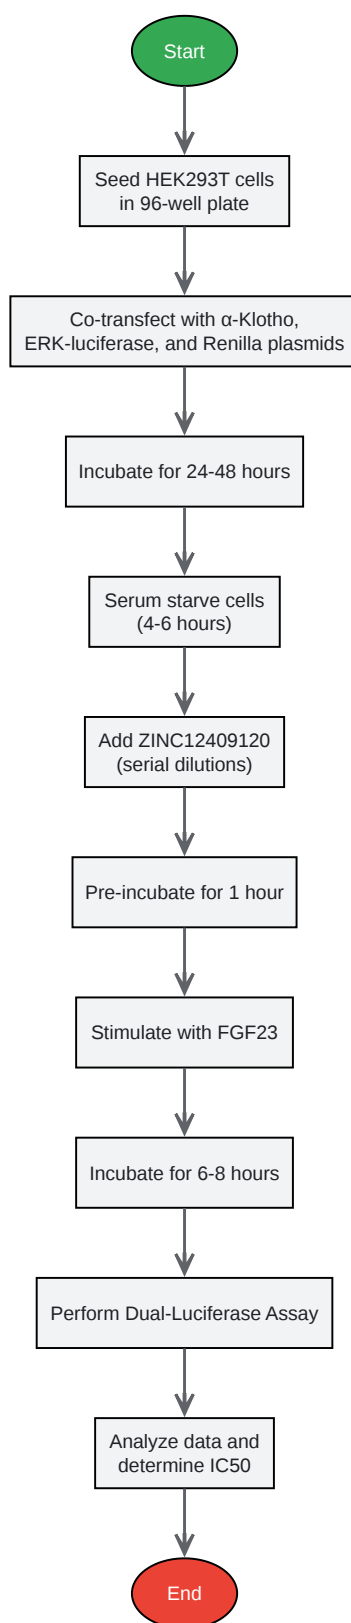 Start
Seed HEK293T cells
in 96-well plate
Co-transfect with α-Klotho,
ERK-luciferase, and Renilla plasmids
Incubate for 24-48 hours
Serum starve cells
(4-6 hours)
Add ZINC12409120
(serial dilutions)
Pre-incubate for 1 hour
Stimulate with FGF23
Incubate for 6-8 hours
Perform Dual-Luciferase Assay
Analyze data and
determine IC50
End